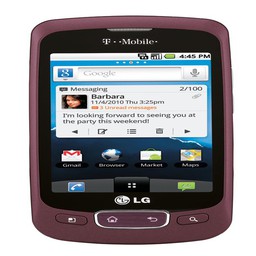 T··Mobile·
4:45 PM
Google
Messaging 2/100
Barbara
11/4/2010 Thu 3:25pm
3 Unread messages
I'm looking forward to seeing you at
the party this weekend!
Gmail Browser Market Maps
LG